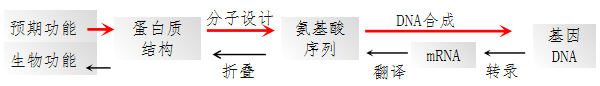 预期功能
生物功能
蛋白质
结构
分子设计
折叠
氨基酸
序列
DNA合成
翻译
mRNA
转录
基因
DNA